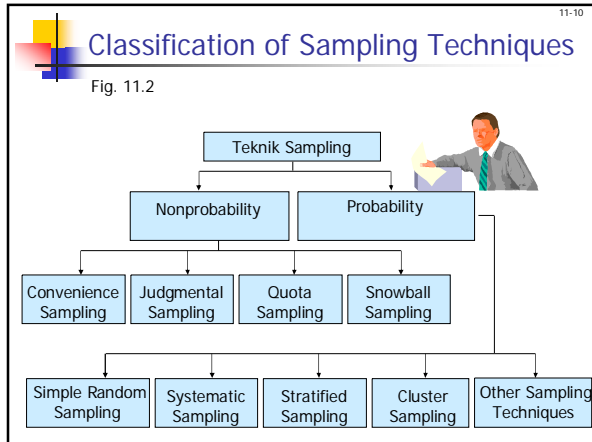 11-10
Classification of Sampling Techniques
Fig. 11.2
Teknik Sampling
Nonprobability
Probability
Convenience
Sampling
Judgmental
Sampling
Quota
Sampling
Snowball
Sampling
Simple Random
Sampling
Systematic
Sampling
Stratified
Sampling
Cluster
Sampling
Other Sampling
Techniques